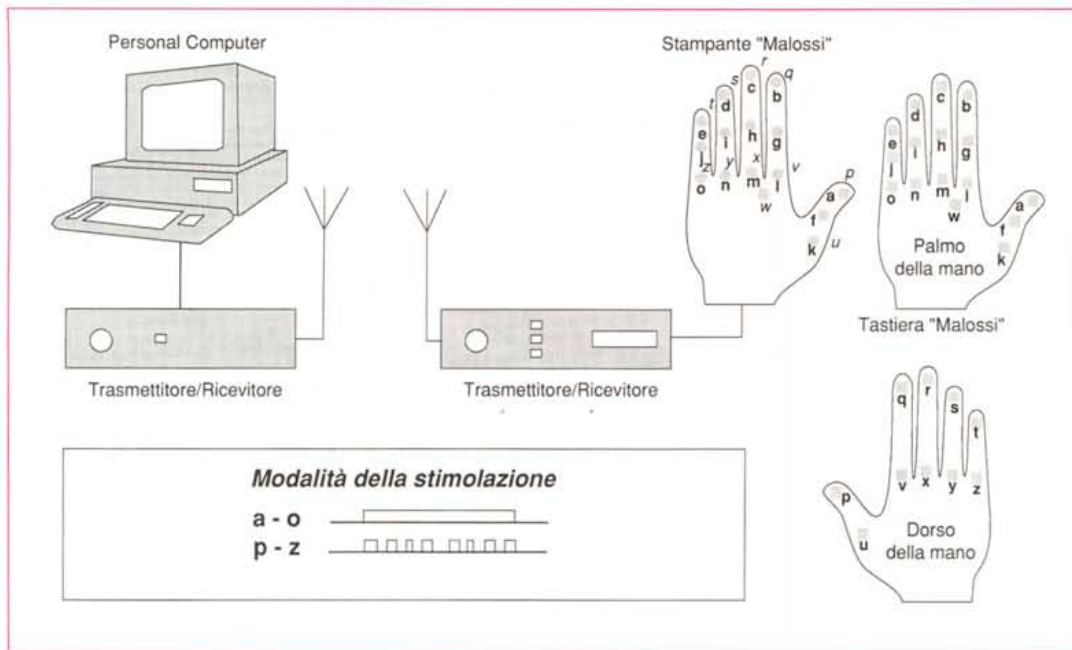 Personal Computer
Stampante "Malossi"
r
s
q
c
t
d
b
e
i
h
g
j
z
y
x
v
o
n
m
l
w
p
a
f
k
u
c
d
b
e
i
h
g
j
o
n
m
l
w
a
f
k
Palmo
della mano
Tastiera "Malossi"
Trasmettitore/Ricevitore
Trasmettitore/Ricevitore
q
r
s
t
v
x
y
z
p
u
Dorso
della mano
Modalità della stimolazione
a - o
p - z